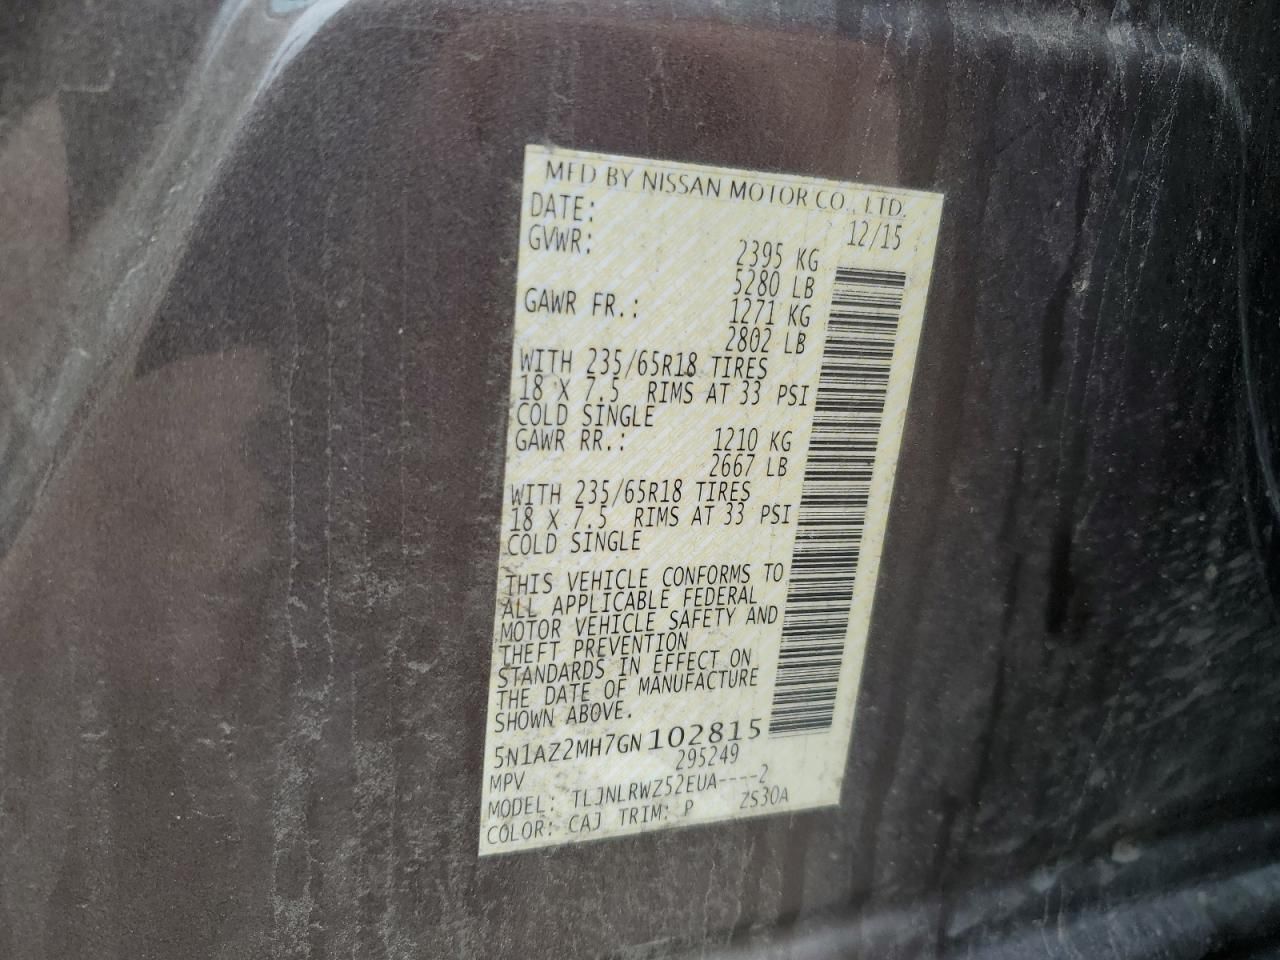 MFD BY NISSAN MOTOR CO., LTD.
DATE: 12/15
GVWR: 2395 KG
5280 LB
GAWR FR.: 1271 KG
2802 LB
WITH 235/65R18 TIRES
18 X 7.5 RIMS AT 33 PSI
COLD SINGLE
GAWR RR.: 1210 KG
2667 LB
WITH 235/65R18 TIRES
18 X 7.5 RIMS AT 33 PSI
COLD SINGLE
THIS VEHICLE CONFORMS TO
ALL APPLICABLE FEDERAL
MOTOR VEHICLE SAFETY AND
THEFT PREVENTION
STANDARDS IN EFFECT ON
THE DATE OF MANUFACTURE
SHOWN ABOVE.
5N1AZ2MH7GN102815
MPV 295249
MODEL: TLJNLRWZ52EUA----2
COLOR: CAJ TRIM: P ZS30A